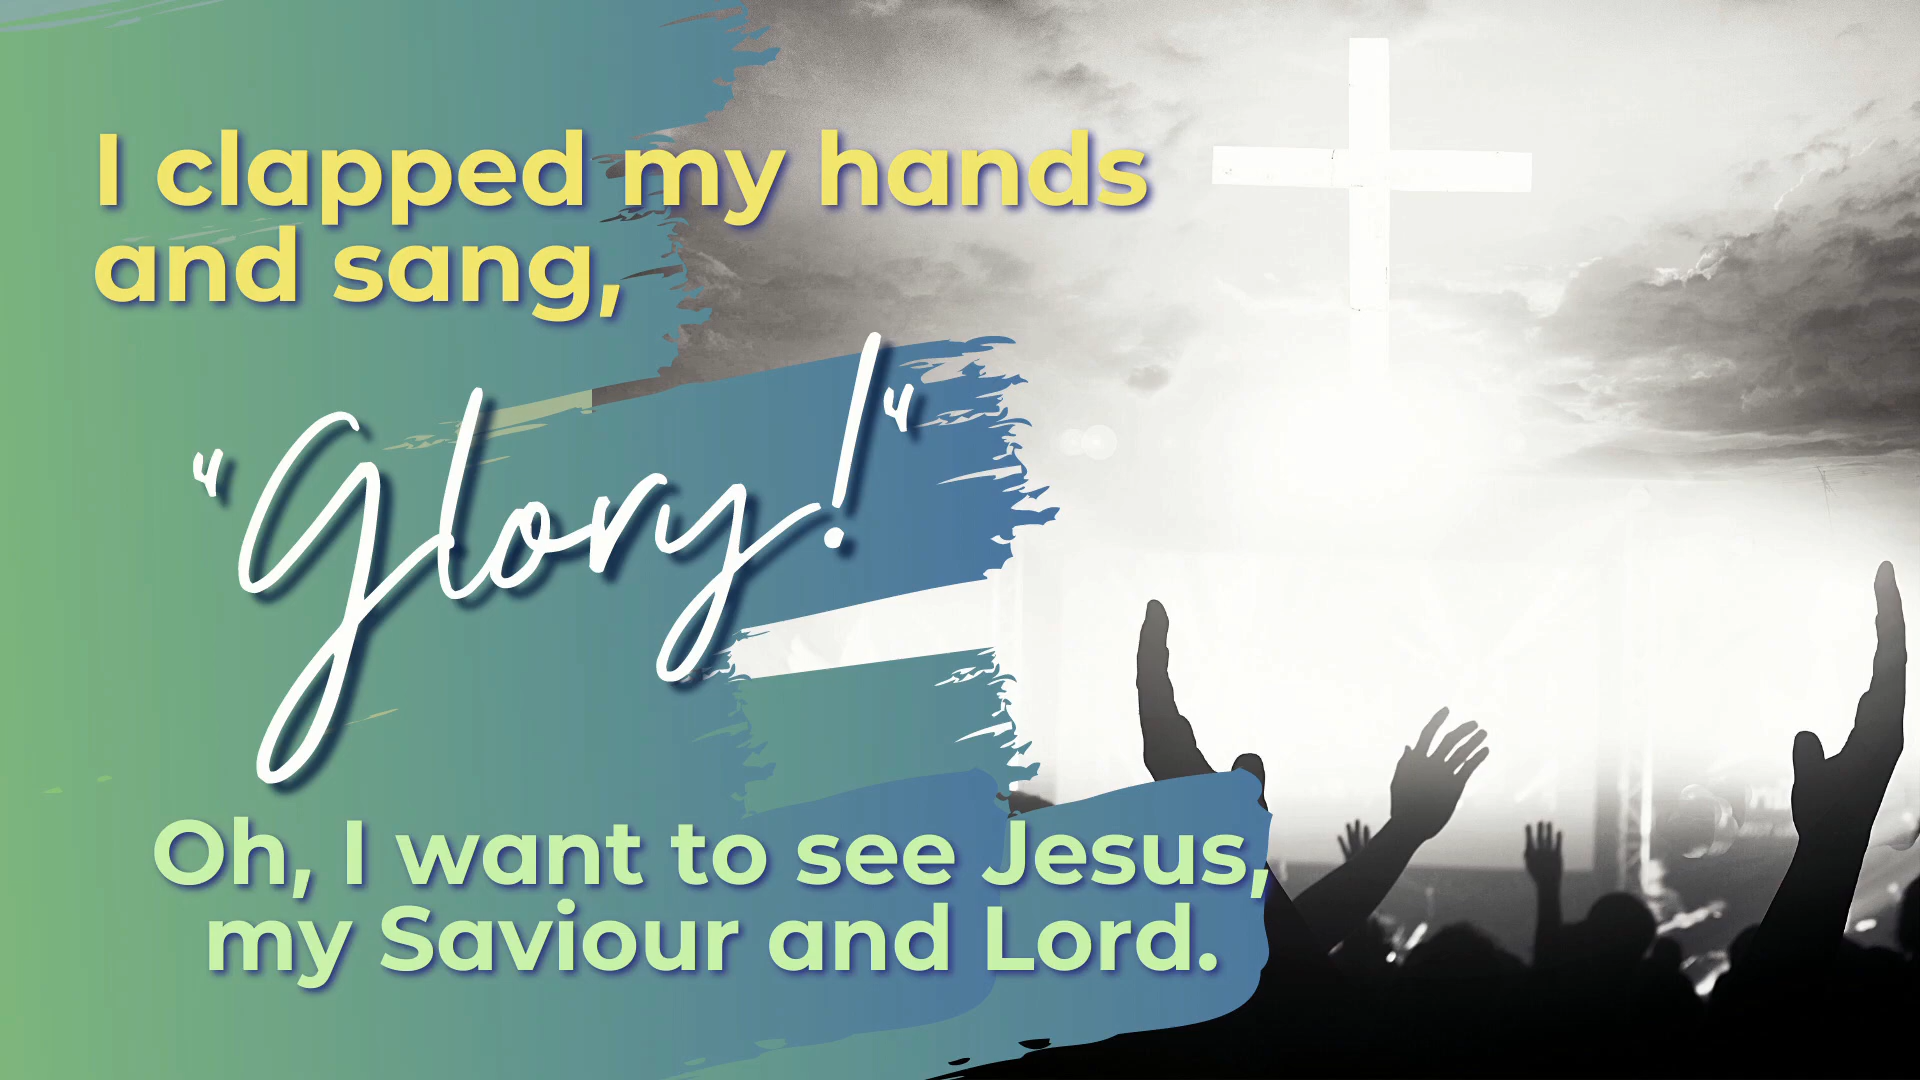 I clapped my hands
and sang,
"Glory!"
Oh, I want to see Jesus,
my Saviour and Lord.